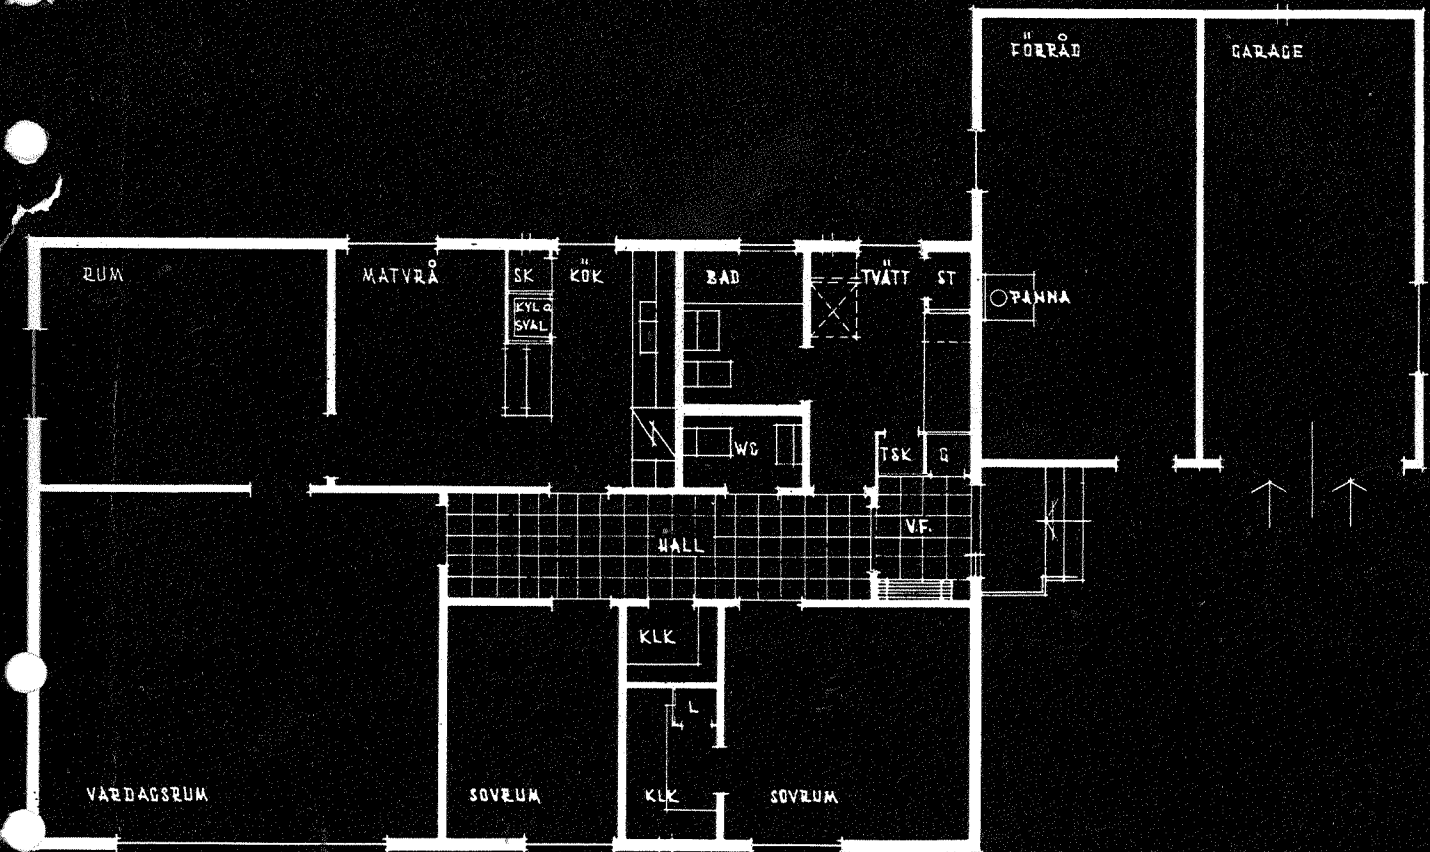 FÖRRÅD
GARAGE
RUM
MATVRÅ
SK
KÖK
BAD
TVÄTT
ST
KYL o
SVAL
PANNA
WC
TSK
G
V.F.
HALL
KLK
L
VARDAGSRUM
SOVRUM
KLK
SOVRUM